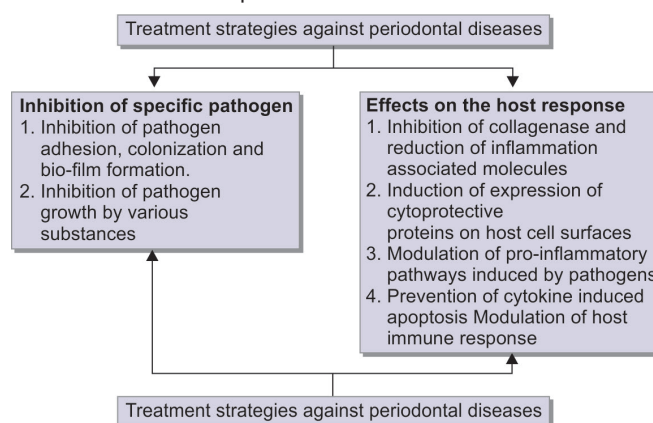 Treatment strategies against periodontal diseases
Inhibition of specific pathogen
1. Inhibition of pathogen
adhesion, colonization and
bio-film formation.
2. Inhibition of pathogen
growth by various
substances
Effects on the host response
1. Inhibition of collagenase and
reduction of inflammation
associated molecules
2. Induction of expression of
cytoprotective
proteins on host cell surfaces
3. Modulation of pro-inflammatory
pathways induced by pathogens
4. Prevention of cytokine induced
apoptosis Modulation of host
immune response
Treatment strategies against periodontal diseases